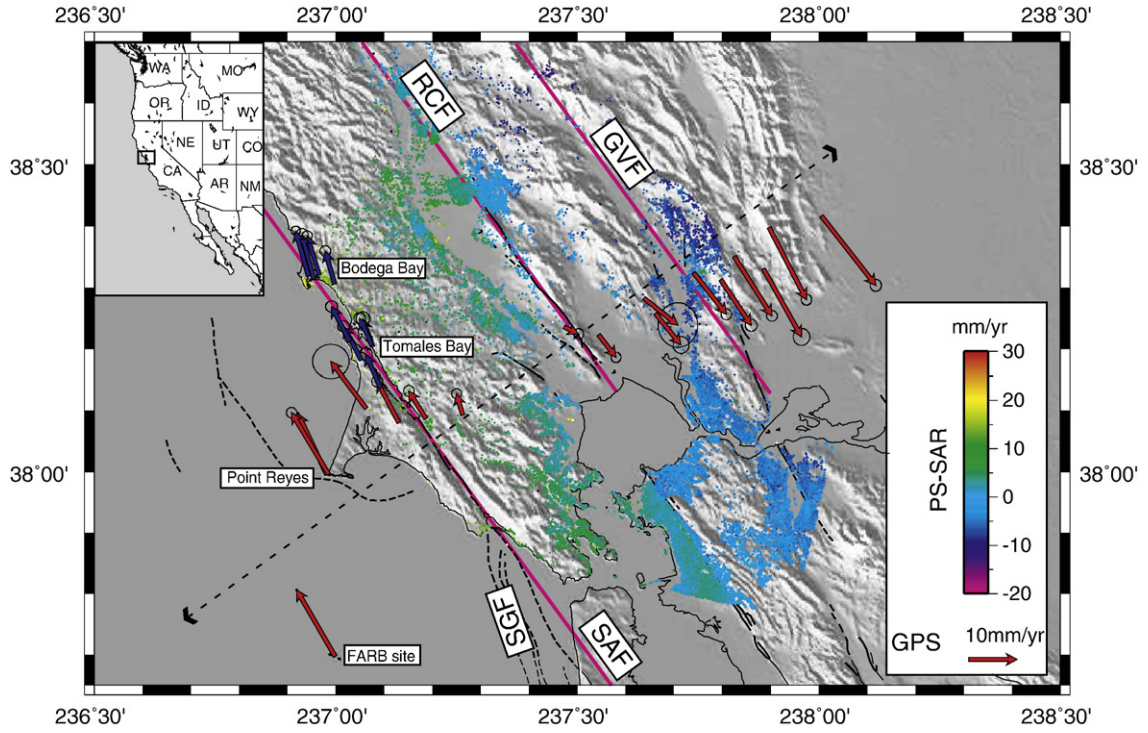 236°30' 237°00' 237°30' 238°00' 238°30'
WA
MO
OR
ID
WY
NE
UT
CO
CA
AR
NM
RCF
GVF
38°30'
38°30'
Bodega Bay
Tomales Bay
Point Reyes
38°00'
38°00'
SGF
SAF
FARB site
mm/yr
30
20
10
0
-10
-20
PS-SAR
GPS
10mm/yr
236°30' 237°00' 237°30' 238°00' 238°30'